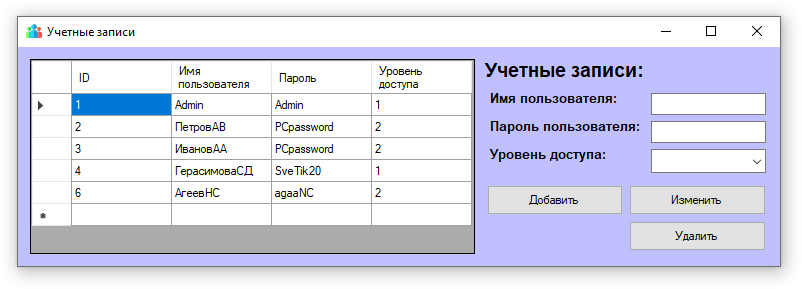 Учетные записи
ID Имя пользователя Пароль Уровень доступа
1 Admin Admin 1
2 ПетровАВ PCpassword 2
3 ИвановАА PCpassword 2
4 ГерасимоваСД SveTik20 1
6 АгеевНС agaaNC 2
Учетные записи:
Имя пользователя:
Пароль пользователя:
Уровень доступа:
Добавить Изменить
Удалить